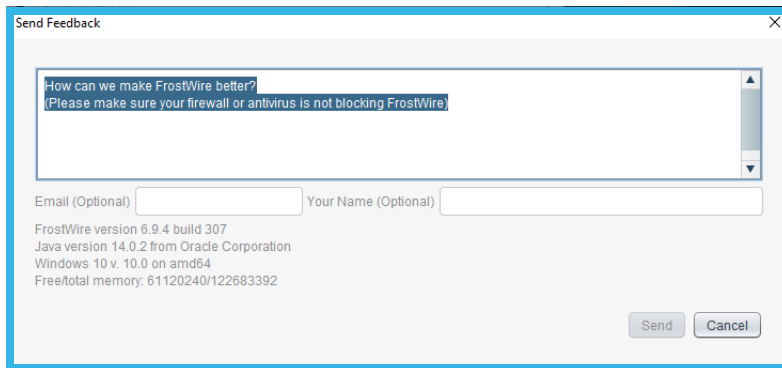 Send Feedback
How can we make FrostWire better?
(Please make sure your firewall or antivirus is not blocking FrostWire)
Email (Optional) Your Name (Optional)
FrostWire version 6.9.4 build 307
Java version 14.0.2 from Oracle Corporation
Windows 10 v. 10.0 on amd64
Free/total memory: 61120240/122683392
Send Cancel